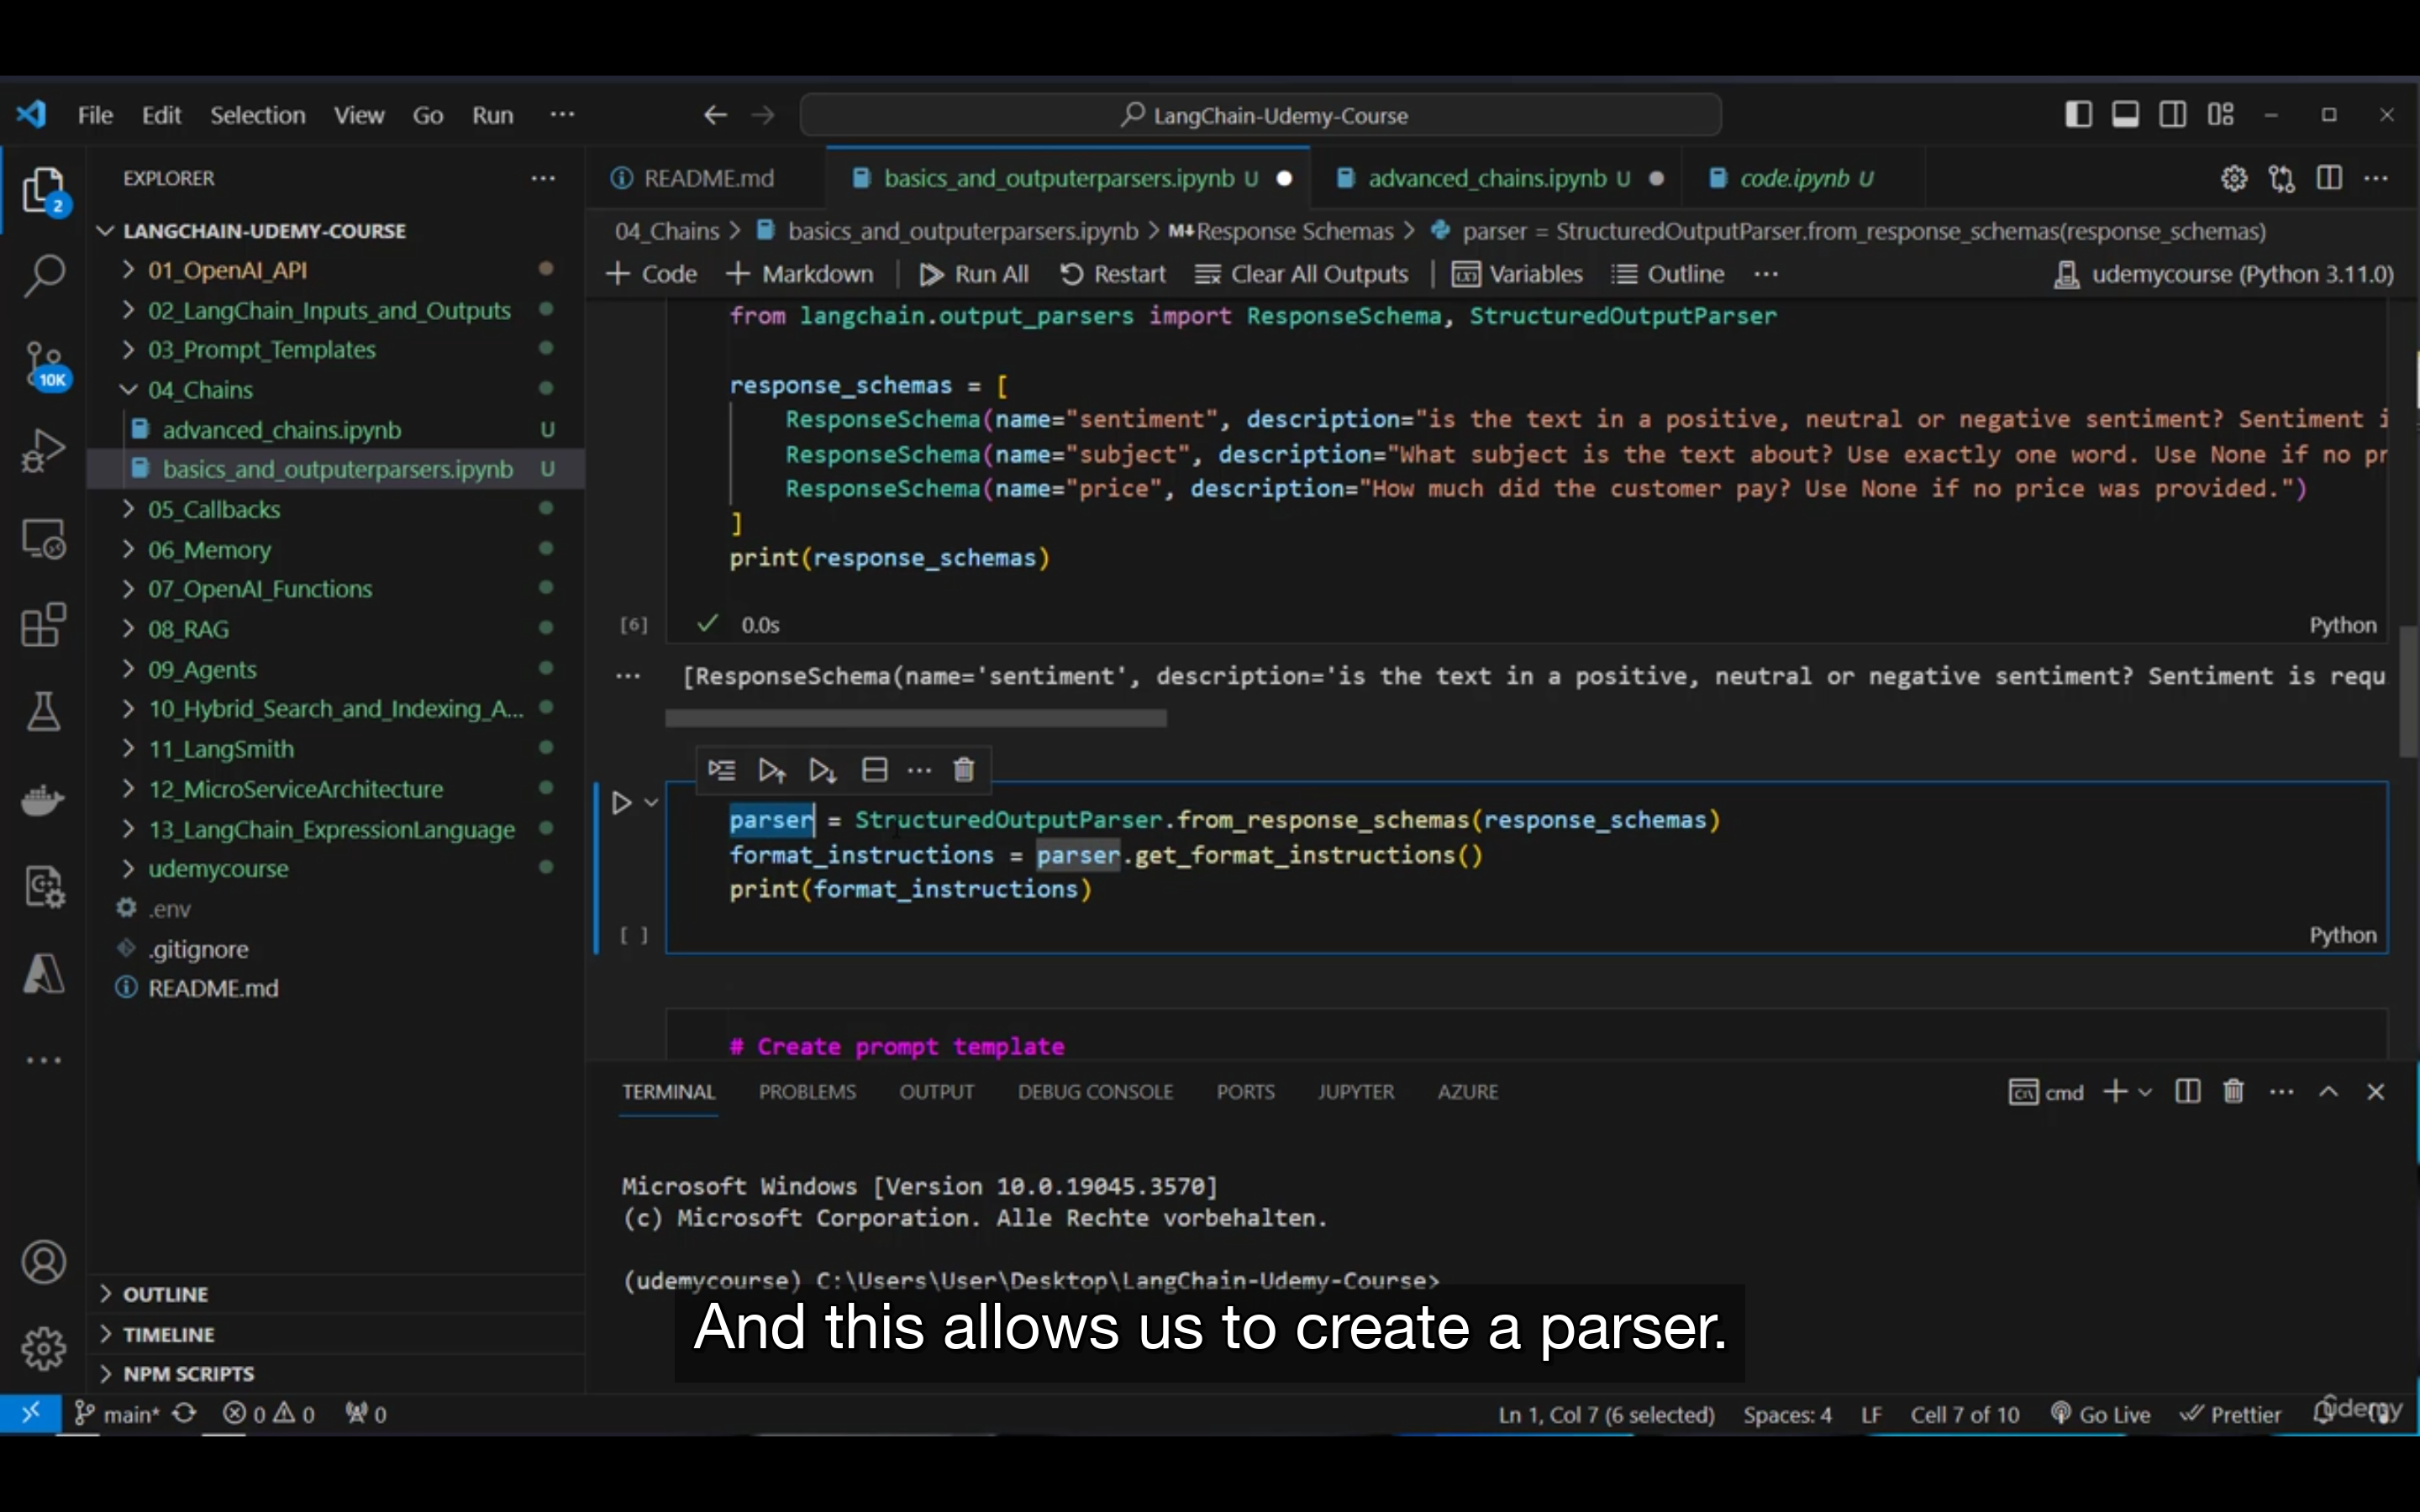 File Edit Selection View Go Run ...
LangChain-Udemy-Course
EXPLORER
2
10K
LANGCHAIN-UDEMY-COURSE
01_OpenAI_API
02_LangChain_Inputs_and_Outputs
03_Prompt_Templates
04_Chains
advanced_chains.ipynb U
basics_and_outputerparsers.ipynb U
05_Callbacks
06_Memory
07_OpenAI_Functions
08_RAG
09_Agents
10_Hybrid_Search_and_Indexing_A...
11_LangSmith
12_MicroServiceArchitecture
13_LangChain_ExpressionLanguage
udemycourse
.env
.gitignore
README.md
OUTLINE
TIMELINE
NPM SCRIPTS
README.md basics_and_outputerparsers.ipynb U advanced_chains.ipynb U code.ipynb U
04_Chains > basics_and_outputerparsers.ipynb > M↓Response Schemas > parser = StructuredOutputParser.from_response_schemas(response_schemas)
+ Code + Markdown Run All Restart Clear All Outputs Variables Outline ... udemycourse (Python 3.11.0)
from langchain.output_parsers import ResponseSchema, StructuredOutputParser
response_schemas = [
ResponseSchema(name="sentiment", description="is the text in a positive, neutral or negative sentiment? Sentiment i
ResponseSchema(name="subject", description="What subject is the text about? Use exactly one word. Use None if no pr
ResponseSchema(name="price", description="How much did the customer pay? Use None if no price was provided.")
]
print(response_schemas)
[6] 0.0s Python
... [ResponseSchema(name='sentiment', description='is the text in a positive, neutral or negative sentiment? Sentiment is requ
parser = StructuredOutputParser.from_response_schemas(response_schemas)
format_instructions = parser.get_format_instructions()
print(format_instructions)
[ ] Python
# Create prompt template
TERMINAL PROBLEMS OUTPUT DEBUG CONSOLE PORTS JUPYTER AZURE cmd
Microsoft Windows [Version 10.0.19045.3570]
(c) Microsoft Corporation. Alle Rechte vorbehalten.
(udemycourse) C:\Users\User\Desktop\LangChain-Udemy-Course>
And this allows us to create a parser.
main* 0 0 0 Ln 1, Col 7 (6 selected) Spaces: 4 LF Cell 7 of 10 Go Live Prettier
udemy